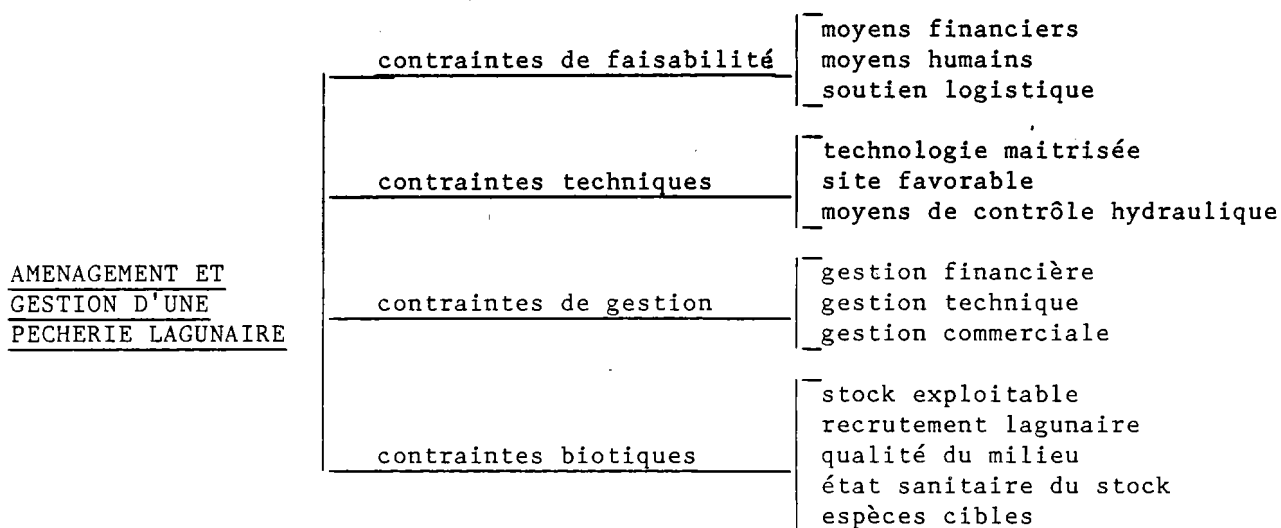 AMENAGEMENT ET
GESTION D'UNE
PECHERIE LAGUNAIRE
contraintes de faisabilité
moyens financiers
moyens humains
soutien logistique
contraintes techniques
technologie maitrisée
site favorable
moyens de contrôle hydraulique
contraintes de gestion
gestion financière
gestion technique
gestion commerciale
contraintes biotiques
stock exploitable
recrutement lagunaire
qualité du milieu
état sanitaire du stock
espèces cibles